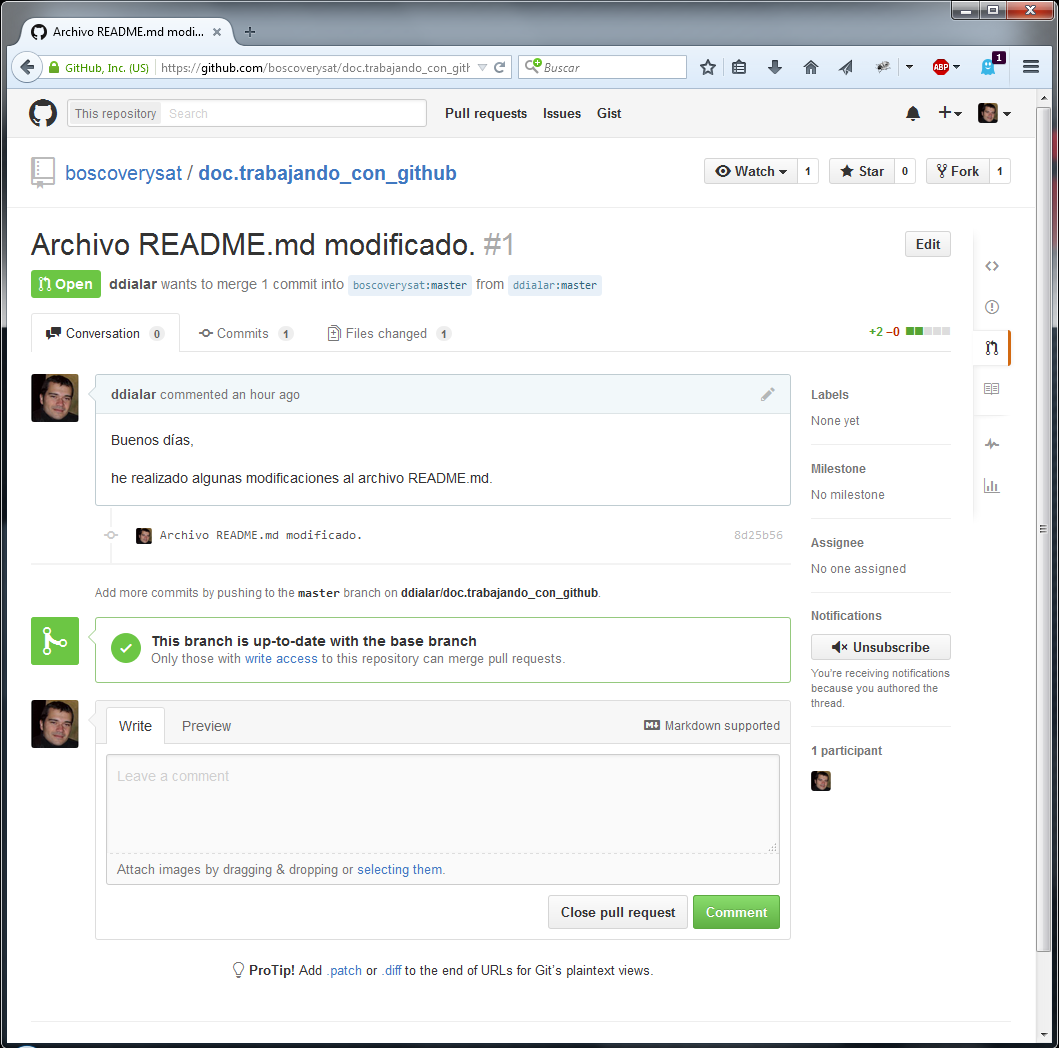 Archivo README.md modi...
GitHub, Inc. (US) https://github.com/boscoverysat/doc.trabajando_con_gith Buscar ABP 1
This repository Search Pull requests Issues Gist
boscoverysat / doc.trabajando_con_github Watch 1 Star 0 Fork 1
Archivo README.md modificado. #1 Edit
Open ddialar wants to merge 1 commit into boscoverysat:master from ddialar:master
Conversation 0 Commits 1 Files changed 1 +2 −0
ddialar commented an hour ago
Buenos días,
he realizado algunas modificaciones al archivo README.md.
Archivo README.md modificado. 8d25b56
Add more commits by pushing to the master branch on ddialar/doc.trabajando_con_github.
This branch is up-to-date with the base branch
Only those with write access to this repository can merge pull requests.
Write Preview Markdown supported
Leave a comment
Attach images by dragging & dropping or selecting them.
Close pull request Comment
Labels
None yet
Milestone
No milestone
Assignee
No one assigned
Notifications
Unsubscribe
You're receiving notifications
because you authored the
thread.
1 participant
ProTip! Add .patch or .diff to the end of URLs for Git's plaintext views.